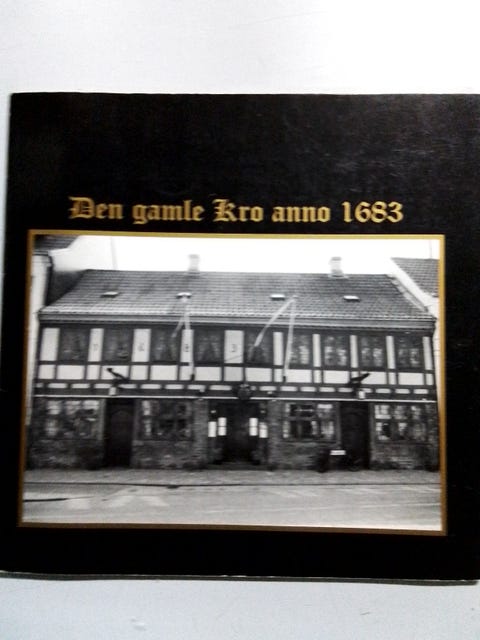 Den gamle Kro anno 1683